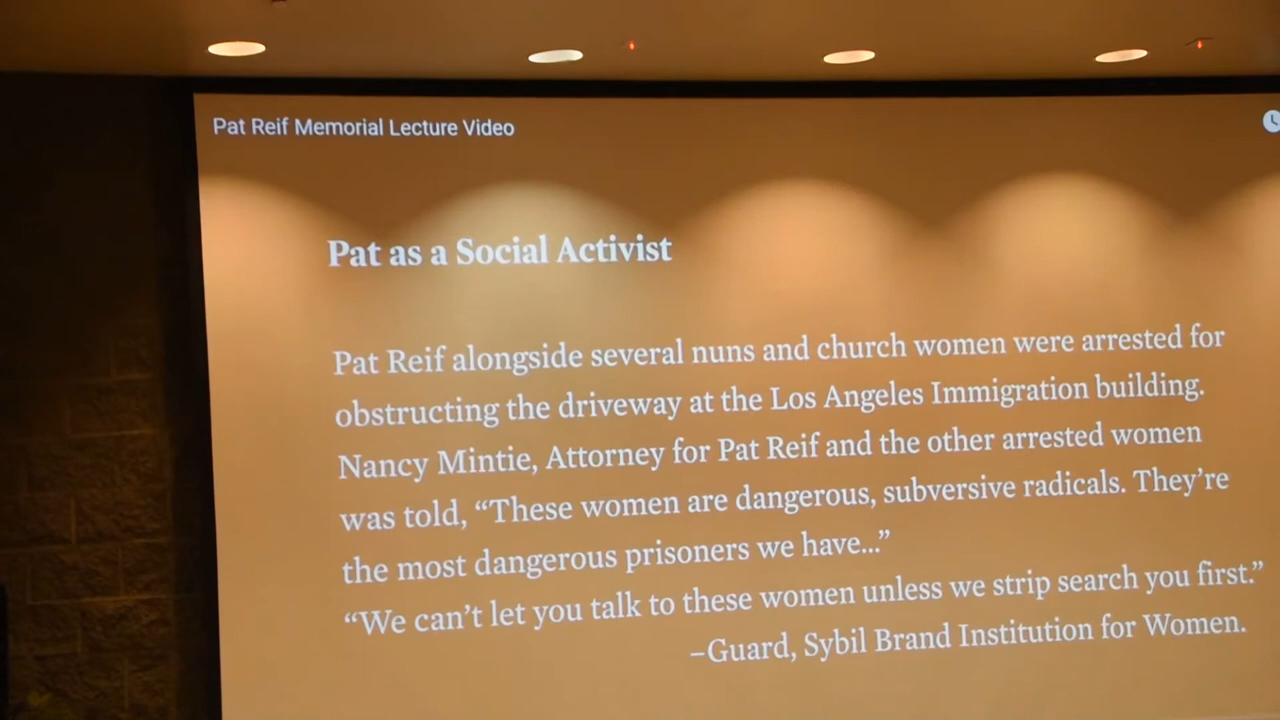 Pat Reif Memorial Lecture Video
Pat as a Social Activist
Pat Reif alongside several nuns and church women were arrested for
obstructing the driveway at the Los Angeles Immigration building.
Nancy Mintie, Attorney for Pat Reif and the other arrested women
was told, “These women are dangerous, subversive radicals. They’re
the most dangerous prisoners we have...”
“We can’t let you talk to these women unless we strip search you first.”
–Guard, Sybil Brand Institution for Women.